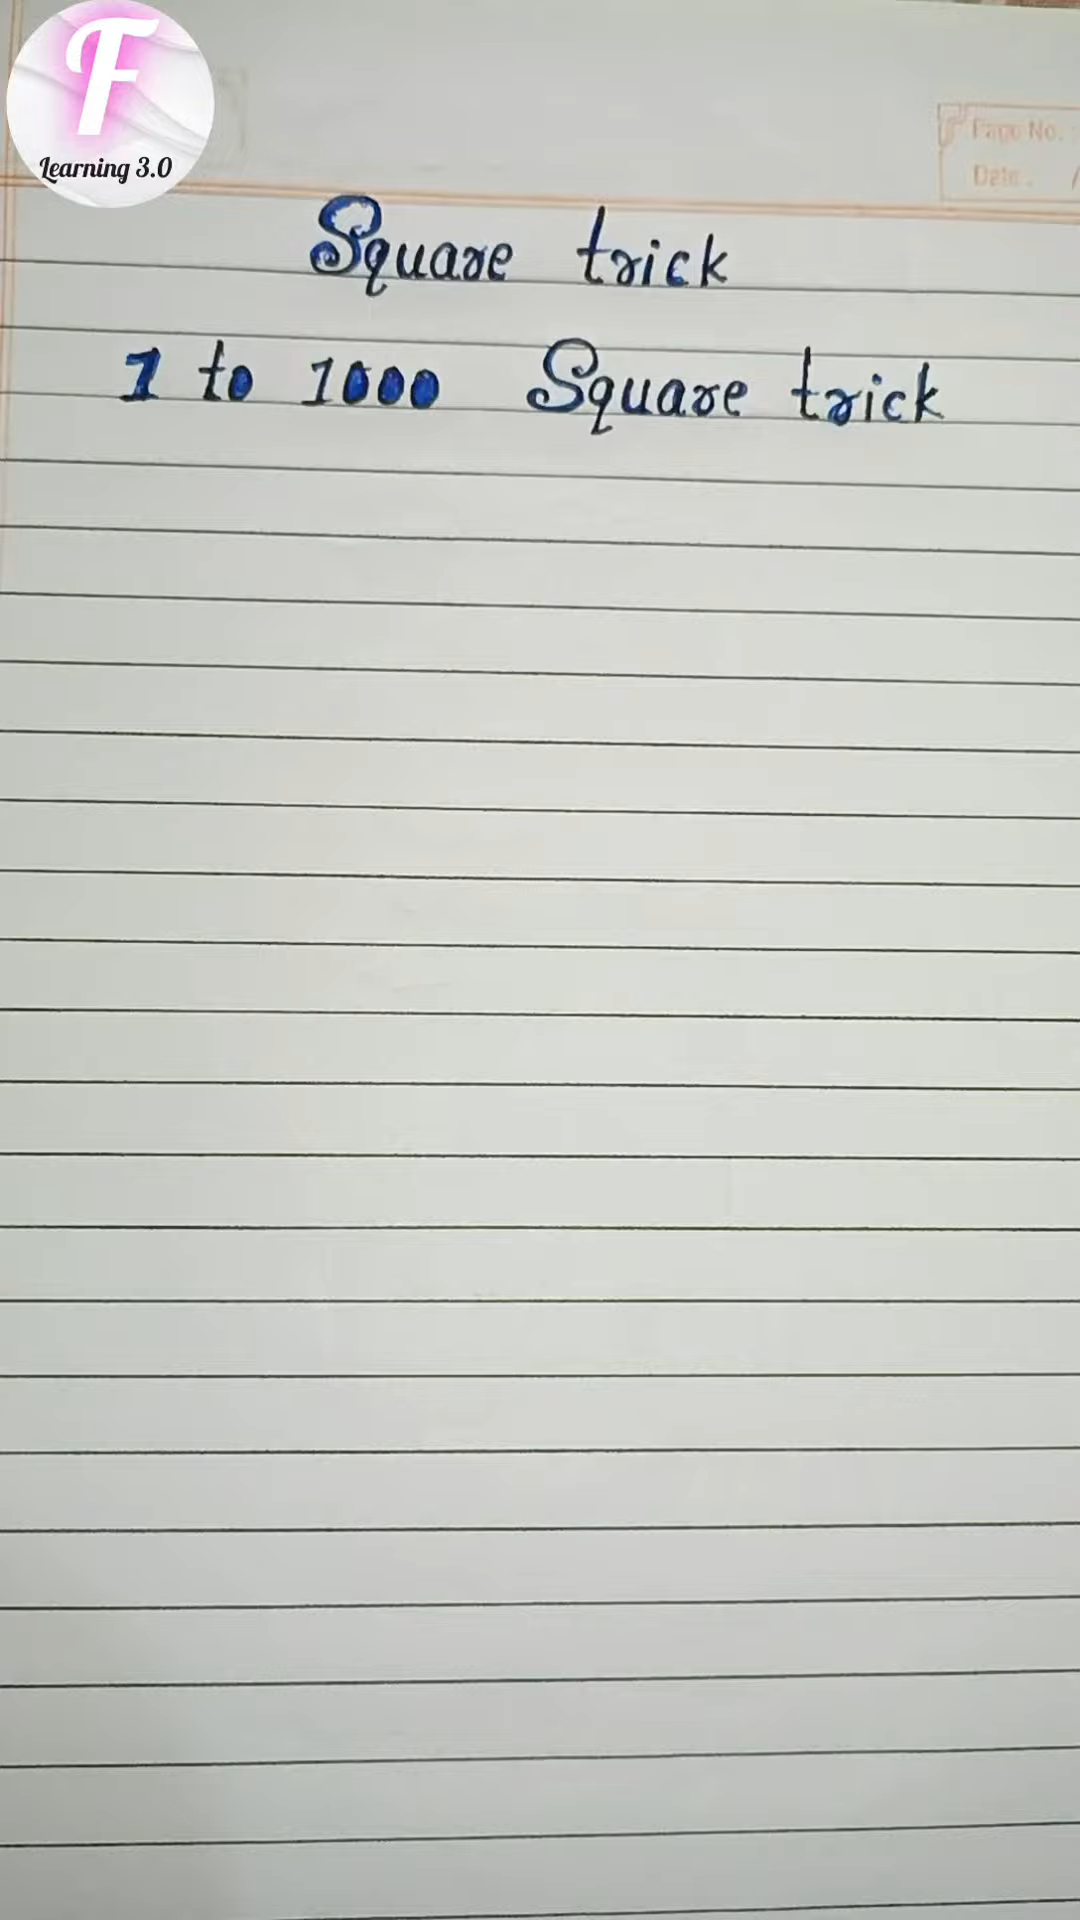 F
Learning 3.0
Page No.
Date.
Square trick
1 to 1000 Square trick